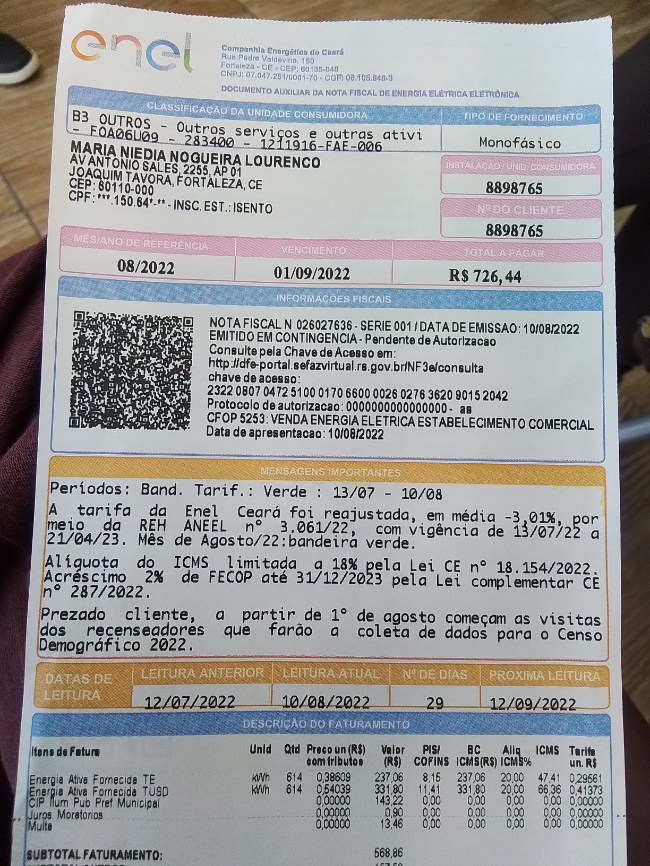 enel
Companhia Energética do Ceará
Rua Padre Valdevino, 150
Fortaleza - CE - CEP: 60135-040
CNPJ: 07.047.251/0001-70 - CGF: 06.105.848-3
DOCUMENTO AUXILIAR DA NOTA FISCAL DE ENERGIA ELÉTRICA ELETRÔNICA
CLASSIFICAÇÃO DA UNIDADE CONSUMIDORA
TIPO DE FORNECIMENTO
B3 OUTROS - Outros serviços e outras ativi
- FOA06U09 - 283400 - 1211916-FAE-006
Monofásico
MARIA NIEDIA NOGUEIRA LOURENCO
AV ANTONIO SALES, 2255, AP 01
JOAQUIM TAVORA, FORTALEZA, CE
CEP: 60110-000
CPF: ***.150.64*-** - INSC. EST.: ISENTO
INSTALAÇÃO / UNID. CONSUMIDORA
8898765
Nº DO CLIENTE
8898765
MÊS/ANO DE REFERÊNCIA VENCIMENTO TOTAL A PAGAR
08/2022 01/09/2022 R$ 726,44
INFORMAÇÕES FISCAIS
NOTA FISCAL N 026027636 - SERIE 001 / DATA DE EMISSAO: 10/08/2022
EMITIDO EM CONTINGENCIA - Pendente de Autorizacao
Consulte pela Chave de Acesso em:
http://dfe-portal.sefazvirtual.rs.gov.br/NF3e/consulta
chave de acesso:
2322 0807 0472 5100 0170 6600 0026 0276 3620 9015 2042
Protocolo de autorizacao: 0000000000000000 - as
CFOP 5253: VENDA ENERGIA ELETRICA ESTABELECIMENTO COMERCIAL
Data de apresentacao: 10/08/2022
MENSAGENS IMPORTANTES
Períodos: Band. Tarif.: Verde : 13/07 - 10/08
A tarifa da Enel Ceará foi reajustada, em média -3,01%, por
meio da REH ANEEL nº 3.061/22, com vigência de 13/07/22 a
21/04/23. Mês de Agosto/22:bandeira verde.
Alíquota do ICMS limitada a 18% pela Lei CE nº 18.154/2022.
Acréscimo 2% de FECOP até 31/12/2023 pela Lei complementar CE
nº 287/2022.
Prezado cliente, a partir de 1º de agosto começam as visitas
dos recenseadores que farão a coleta de dados para o Censo
Demográfico 2022.
DATAS DE LEITURA
LEITURA ANTERIOR LEITURA ATUAL Nº DE DIAS PROXIMA LEITURA
12/07/2022 10/08/2022 29 12/09/2022
DESCRIÇÃO DO FATURAMENTO
Itens de Fatura Unid Qtd Preco un (R$) com tributos Valor (R$) PIS/ COFINS BC ICMS(R$) Aliq ICMS% ICMS Tarifa un. R$
Energia Ativa Fornecida TE kWh 614 0,38609 237,06 8,15 237,06 20,00 47,41 0,29561
Energia Ativa Fornecida TUSD kWh 614 0,54039 331,80 11,41 331,80 20,00 66,36 0,41373
CIP Ilum Pub Pref Municipal 0,00000 143,22 0,00 0,00 0,00 0,00 0,00000
Juros Moratorios 0,00000 0,90 0,00 0,00 0,00 0,00 0,00000
Multa 0,00000 13,46 0,00 0,00 0,00 0,00 0,00000
SUBTOTAL FATURAMENTO: 568,86